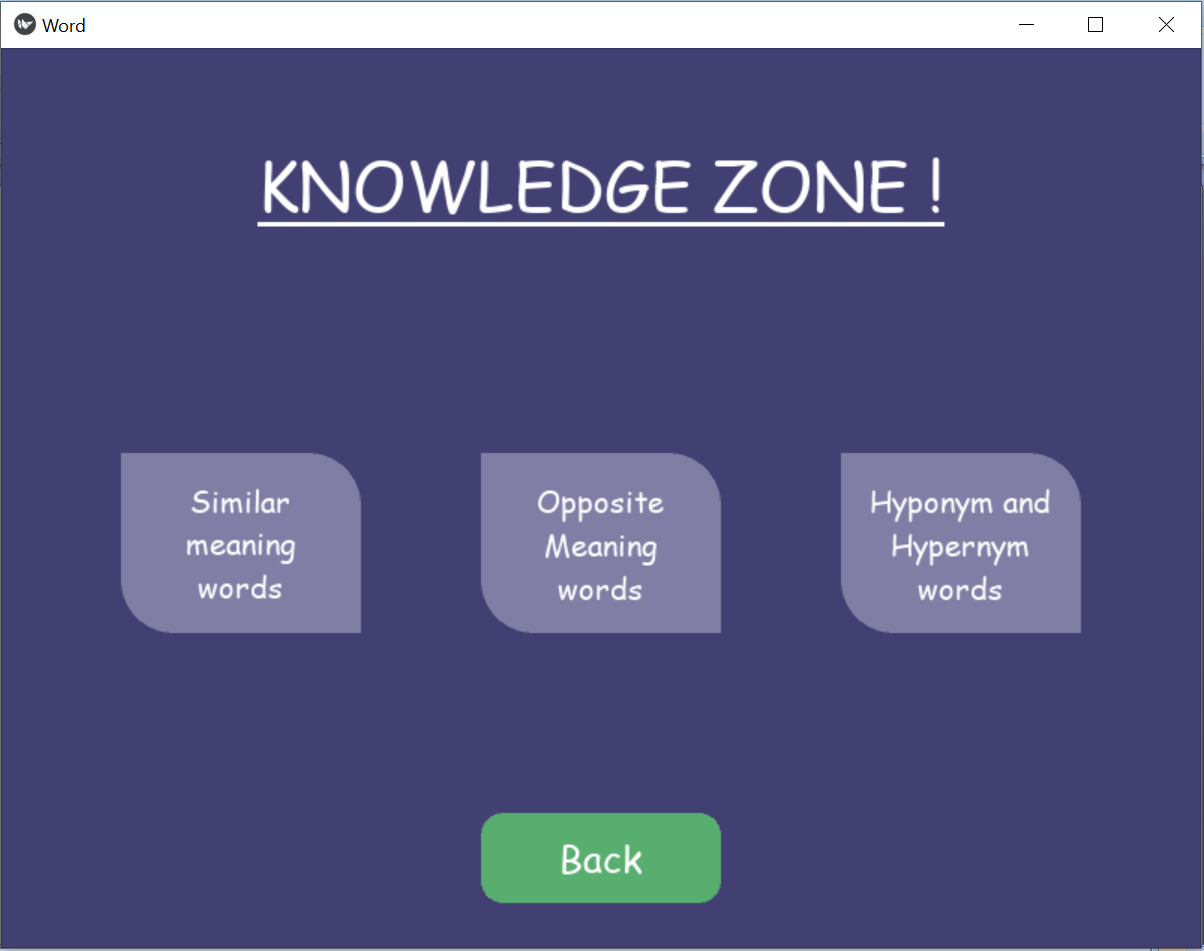 Word
KNOWLEDGE ZONE !
Similar
meaning
words
Opposite
Meaning
words
Hyponym and
Hypernym
words
Back